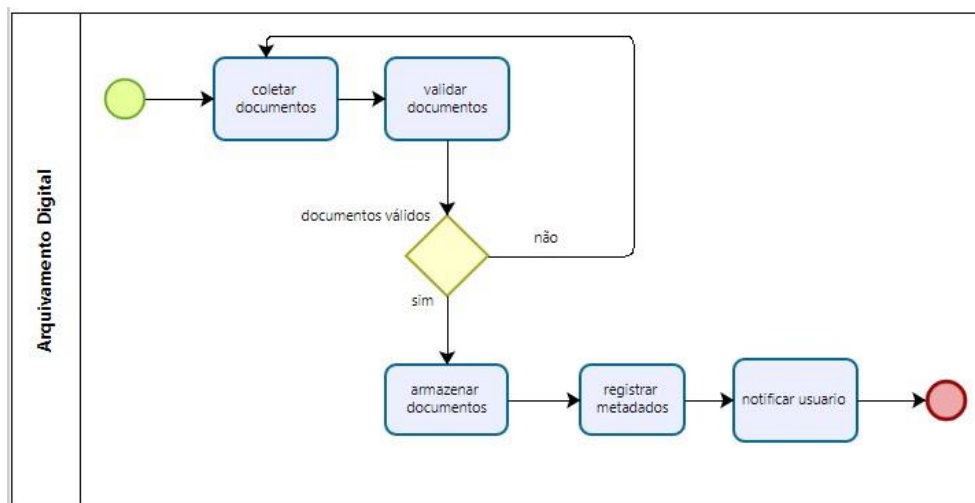 Arquivamento Digital
coletar
documentos
validar
documentos
documentos válidos
não
sim
armazenar
documentos
registrar
metadados
notificar usuario